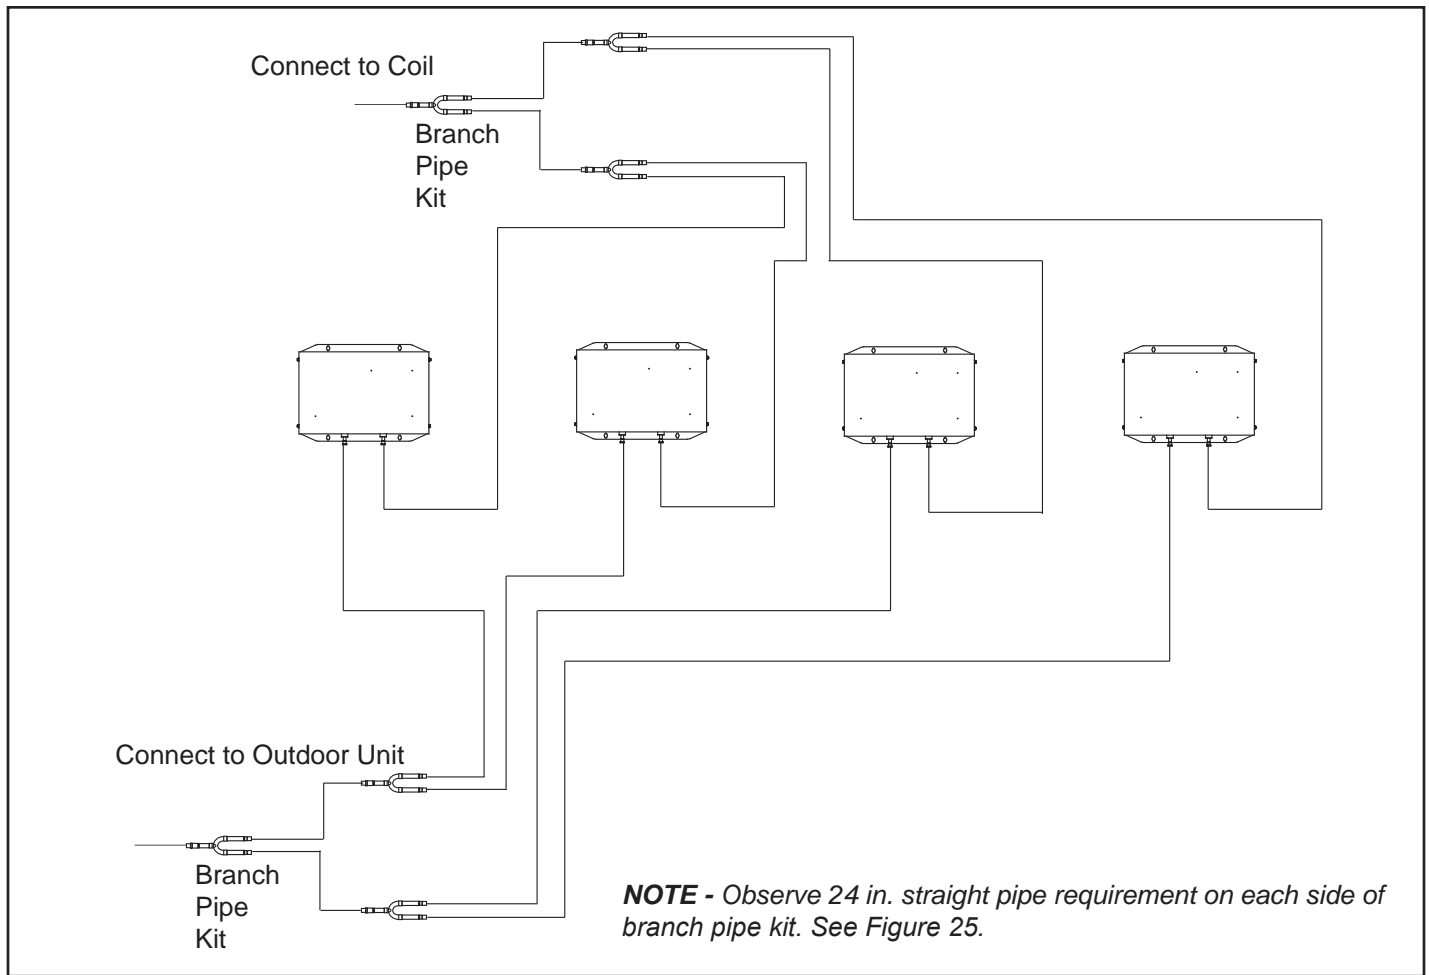 Connect to Coil
Branch
Pipe
Kit
Connect to Outdoor Unit
Branch
Pipe
Kit
NOTE - Observe 24 in. straight pipe requirement on each side of
branch pipe kit. See Figure 25.